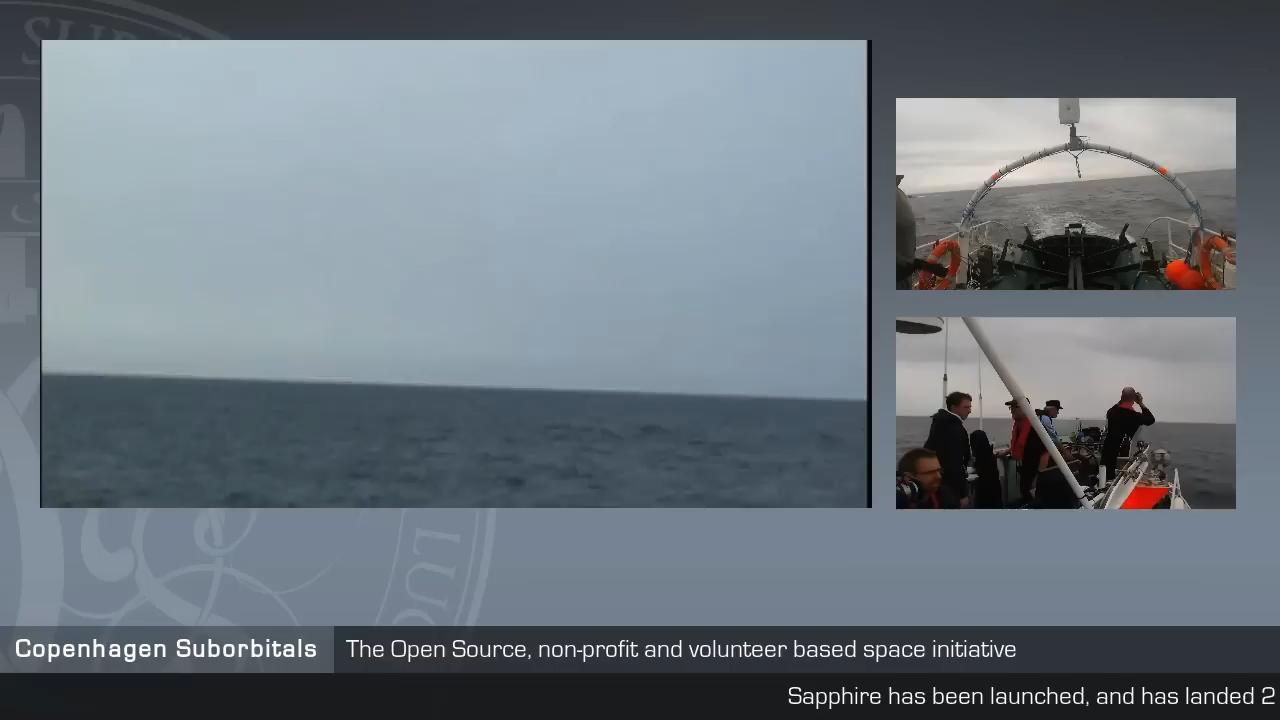 Copenhagen Suborbitals
The Open Source, non-profit and volunteer based space initiative
Sapphire has been launched, and has landed 2